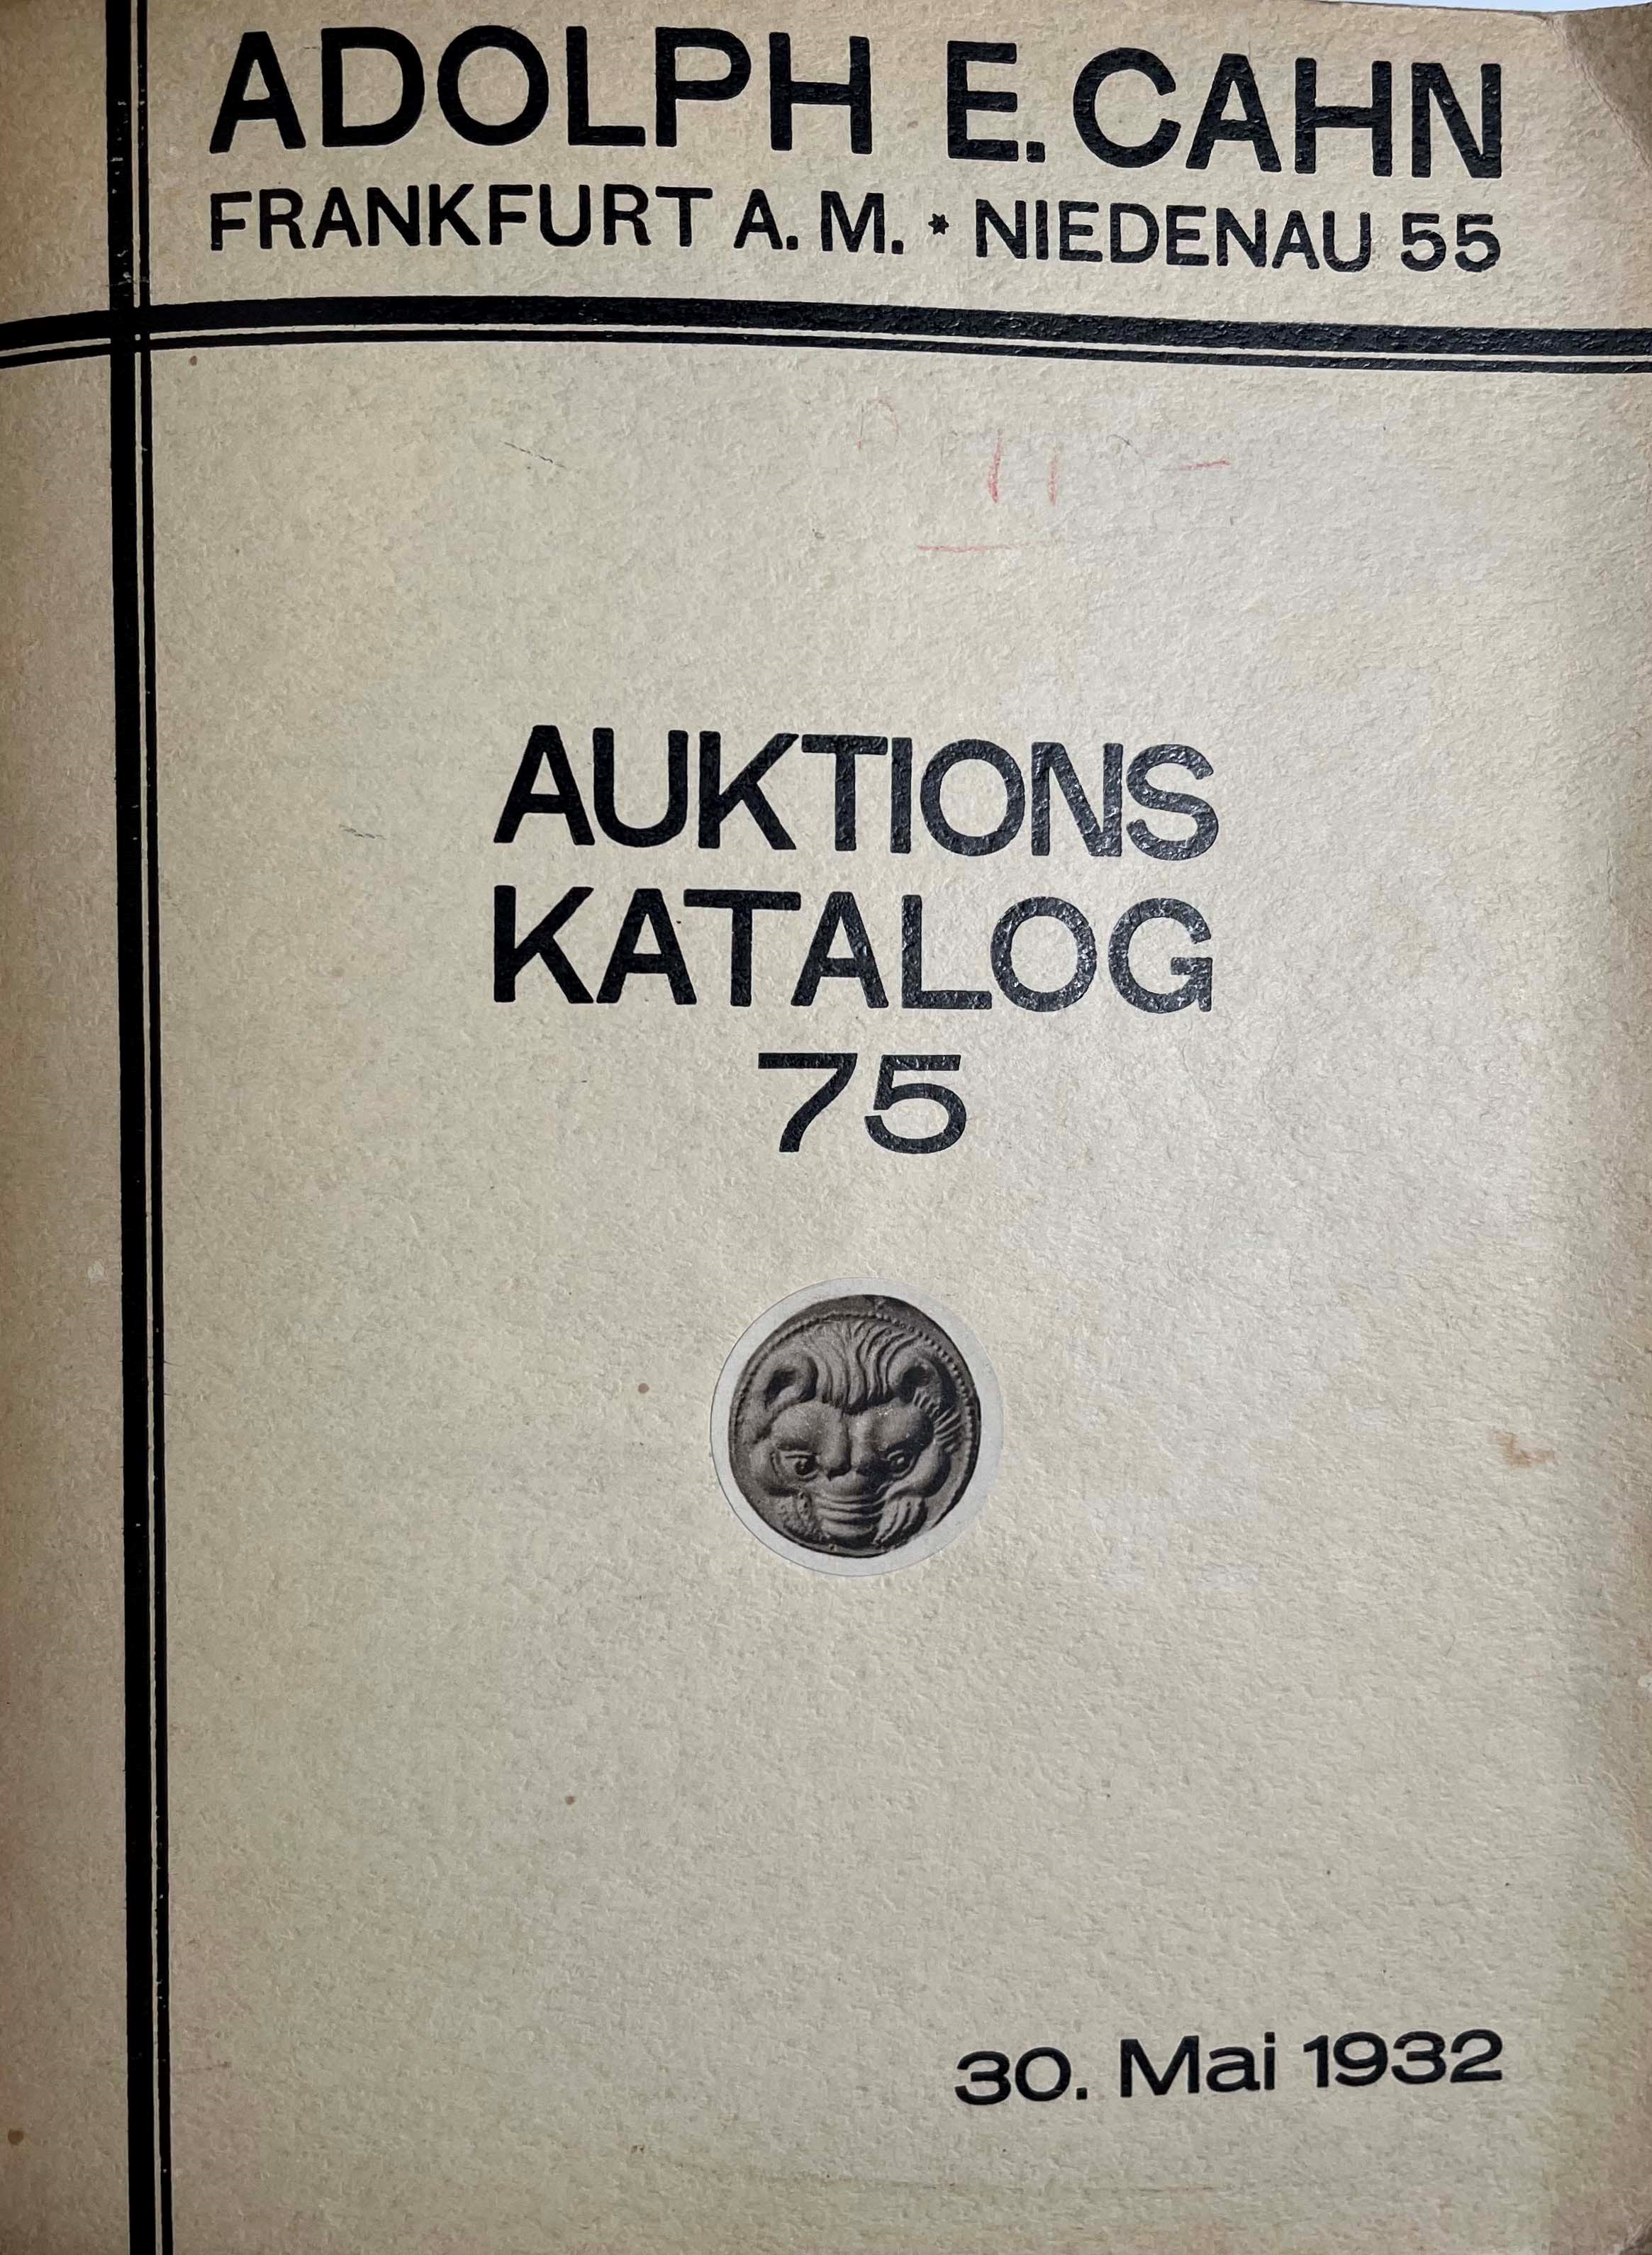 ADOLPH E. CAHN
FRANKFURT A. M. * NIEDENAU 55
AUKTIONS
KATALOG
75
30. Mai 1932